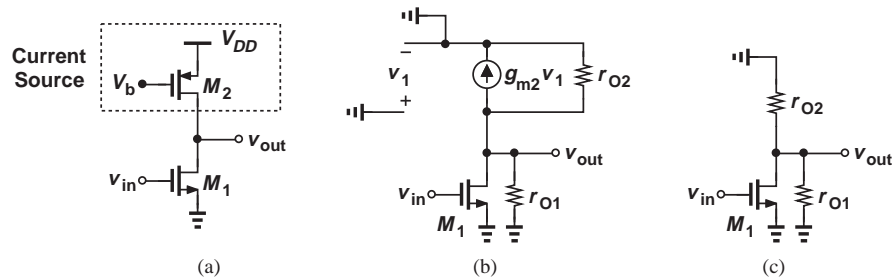 Current
Source
V_DD
V_b
M_2
v_out
v_in
M_1
(a)
−
v_1
+
g_m2 v_1
r_O2
v_out
v_in
M_1
r_O1
(b)
r_O2
v_out
v_in
M_1
r_O1
(c)